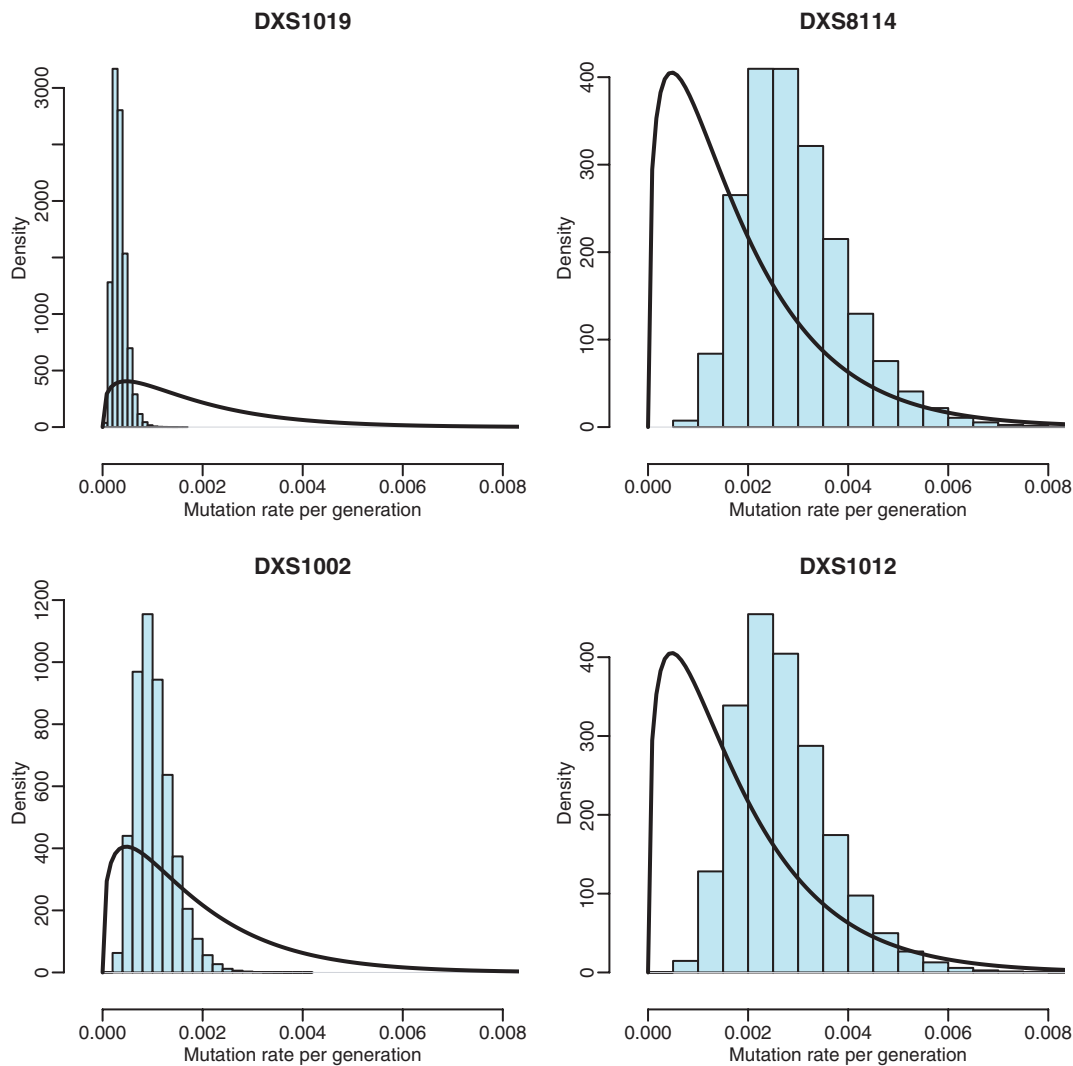 DXS1019
Density
3000
2000
1000
500
0
0.000 0.002 0.004 0.006 0.008
Mutation rate per generation
DXS8114
Density
400
300
200
100
0
0.000 0.002 0.004 0.006 0.008
Mutation rate per generation
DXS1002
Density
1200
1000
800
600
400
200
0
0.000 0.002 0.004 0.006 0.008
Mutation rate per generation
DXS1012
Density
400
300
200
100
0
0.000 0.002 0.004 0.006 0.008
Mutation rate per generation